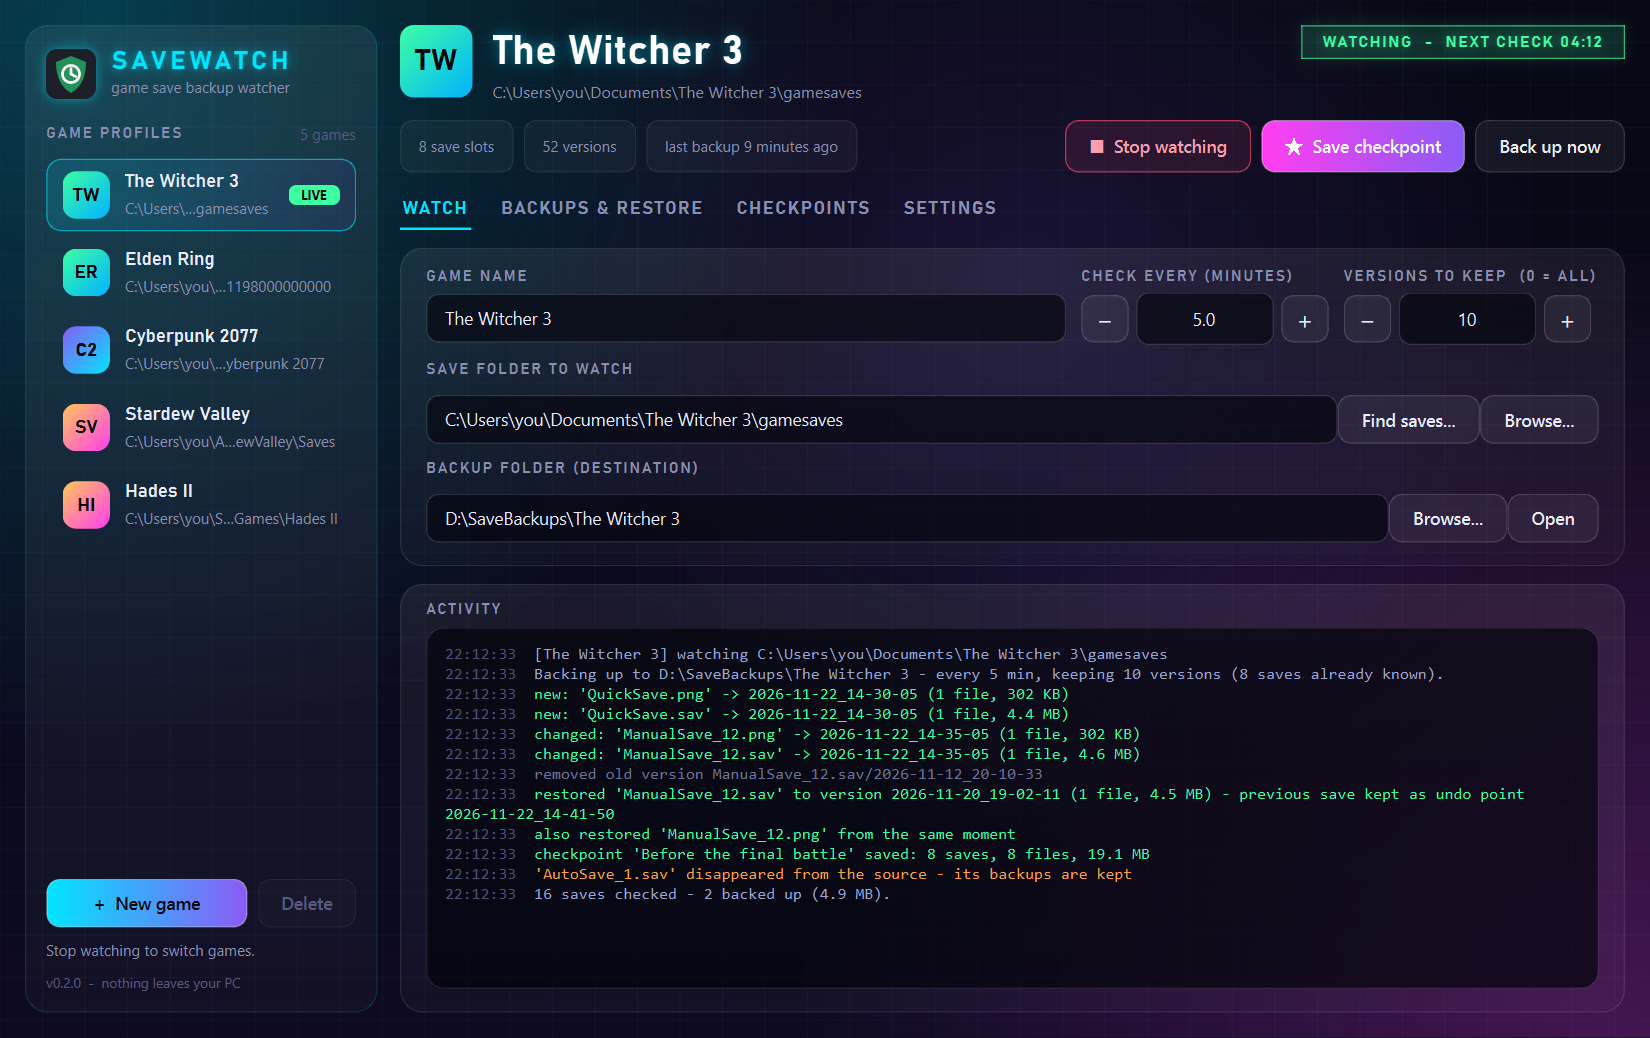 SAVEWATCH
game save backup watcher
GAME PROFILES
5 games
TW
The Witcher 3
C:\Users\...gamesaves
LIVE
ER
Elden Ring
C:\Users\you\...1198000000000
C2
Cyberpunk 2077
C:\Users\you\...yberpunk 2077
SV
Stardew Valley
C:\Users\you\A...ewValley\Saves
HI
Hades II
C:\Users\you\S...Games\Hades II
+ New game
Delete
Stop watching to switch games.
v0.2.0 - nothing leaves your PC
TW
The Witcher 3
C:\Users\you\Documents\The Witcher 3\gamesaves
WATCHING - NEXT CHECK 04:12
8 save slots
52 versions
last backup 9 minutes ago
■ Stop watching
★ Save checkpoint
Back up now
WATCH
BACKUPS & RESTORE
CHECKPOINTS
SETTINGS
GAME NAME
CHECK EVERY (MINUTES)
VERSIONS TO KEEP (0 = ALL)
The Witcher 3
–
5.0
+
–
10
+
SAVE FOLDER TO WATCH
C:\Users\you\Documents\The Witcher 3\gamesaves
Find saves...
Browse...
BACKUP FOLDER (DESTINATION)
D:\SaveBackups\The Witcher 3
Browse...
Open
ACTIVITY
22:12:33 [The Witcher 3] watching C:\Users\you\Documents\The Witcher 3\gamesaves
22:12:33 Backing up to D:\SaveBackups\The Witcher 3 - every 5 min, keeping 10 versions (8 saves already known).
22:12:33 new: 'QuickSave.png' -> 2026-11-22_14-30-05 (1 file, 302 KB)
22:12:33 new: 'QuickSave.sav' -> 2026-11-22_14-30-05 (1 file, 4.4 MB)
22:12:33 changed: 'ManualSave_12.png' -> 2026-11-22_14-35-05 (1 file, 302 KB)
22:12:33 changed: 'ManualSave_12.sav' -> 2026-11-22_14-35-05 (1 file, 4.6 MB)
22:12:33 removed old version ManualSave_12.sav/2026-11-12_20-10-33
22:12:33 restored 'ManualSave_12.sav' to version 2026-11-20_19-02-11 (1 file, 4.5 MB) - previous save kept as undo point
2026-11-22_14-41-50
22:12:33 also restored 'ManualSave_12.png' from the same moment
22:12:33 checkpoint 'Before the final battle' saved: 8 saves, 8 files, 19.1 MB
22:12:33 'AutoSave_1.sav' disappeared from the source - its backups are kept
22:12:33 16 saves checked - 2 backed up (4.9 MB).